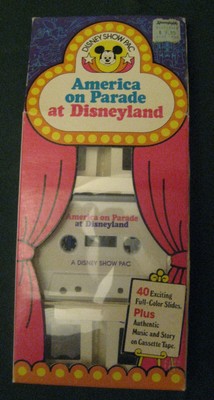 DISNEY SHOW PAC
America
on Parade
at Disneyland
America on Parade
at Disneyland
A DISNEY SHOW PAC
40 Exciting
Full-Color Slides.
Plus
Authentic
Music and Story
on Cassette Tape.